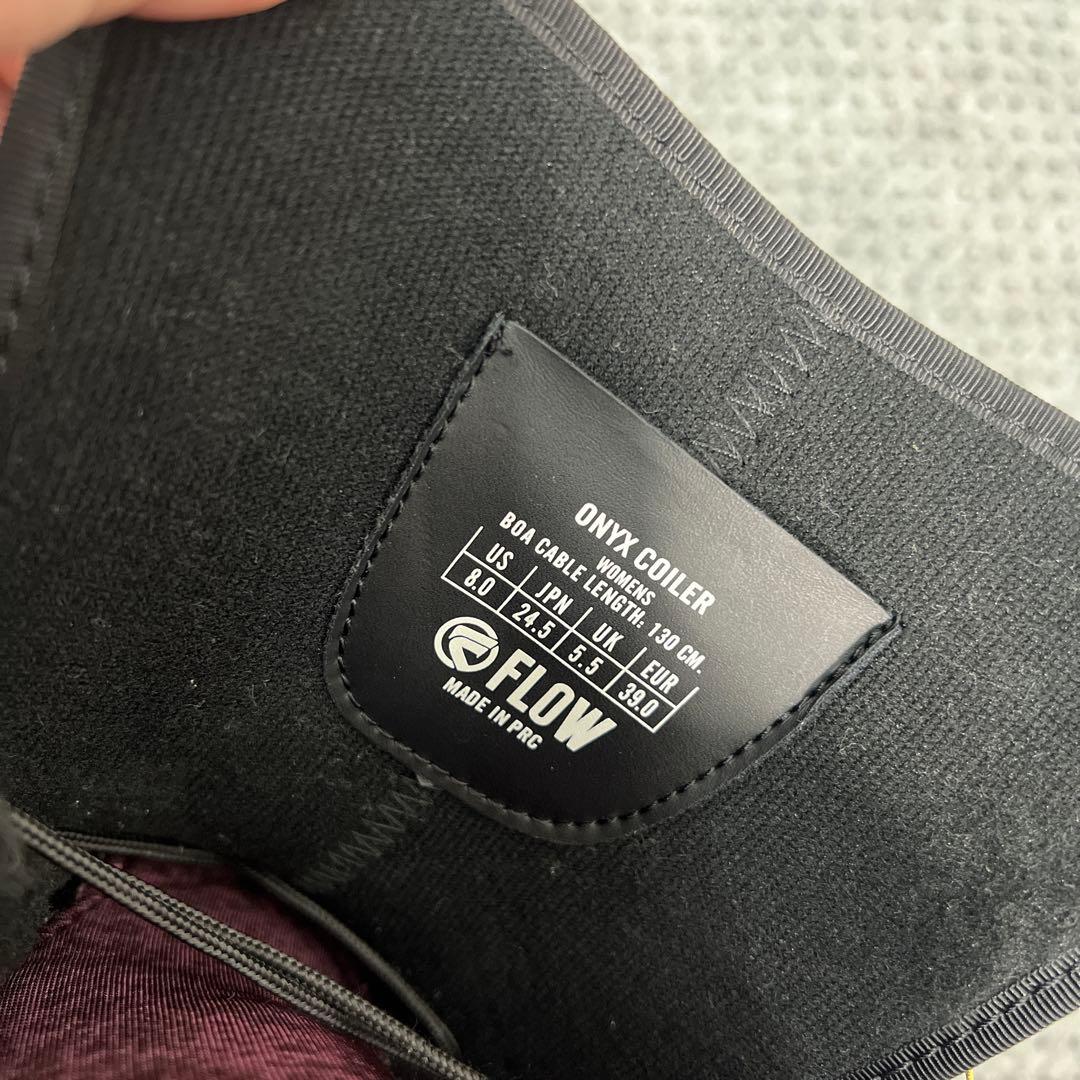 ONYX COILER
WOMENS
BOA CABLE LENGTH: 130 CM.
US JPN UK EUR
8.0 24.5 5.5 39.0
FLOW
MADE IN PRC